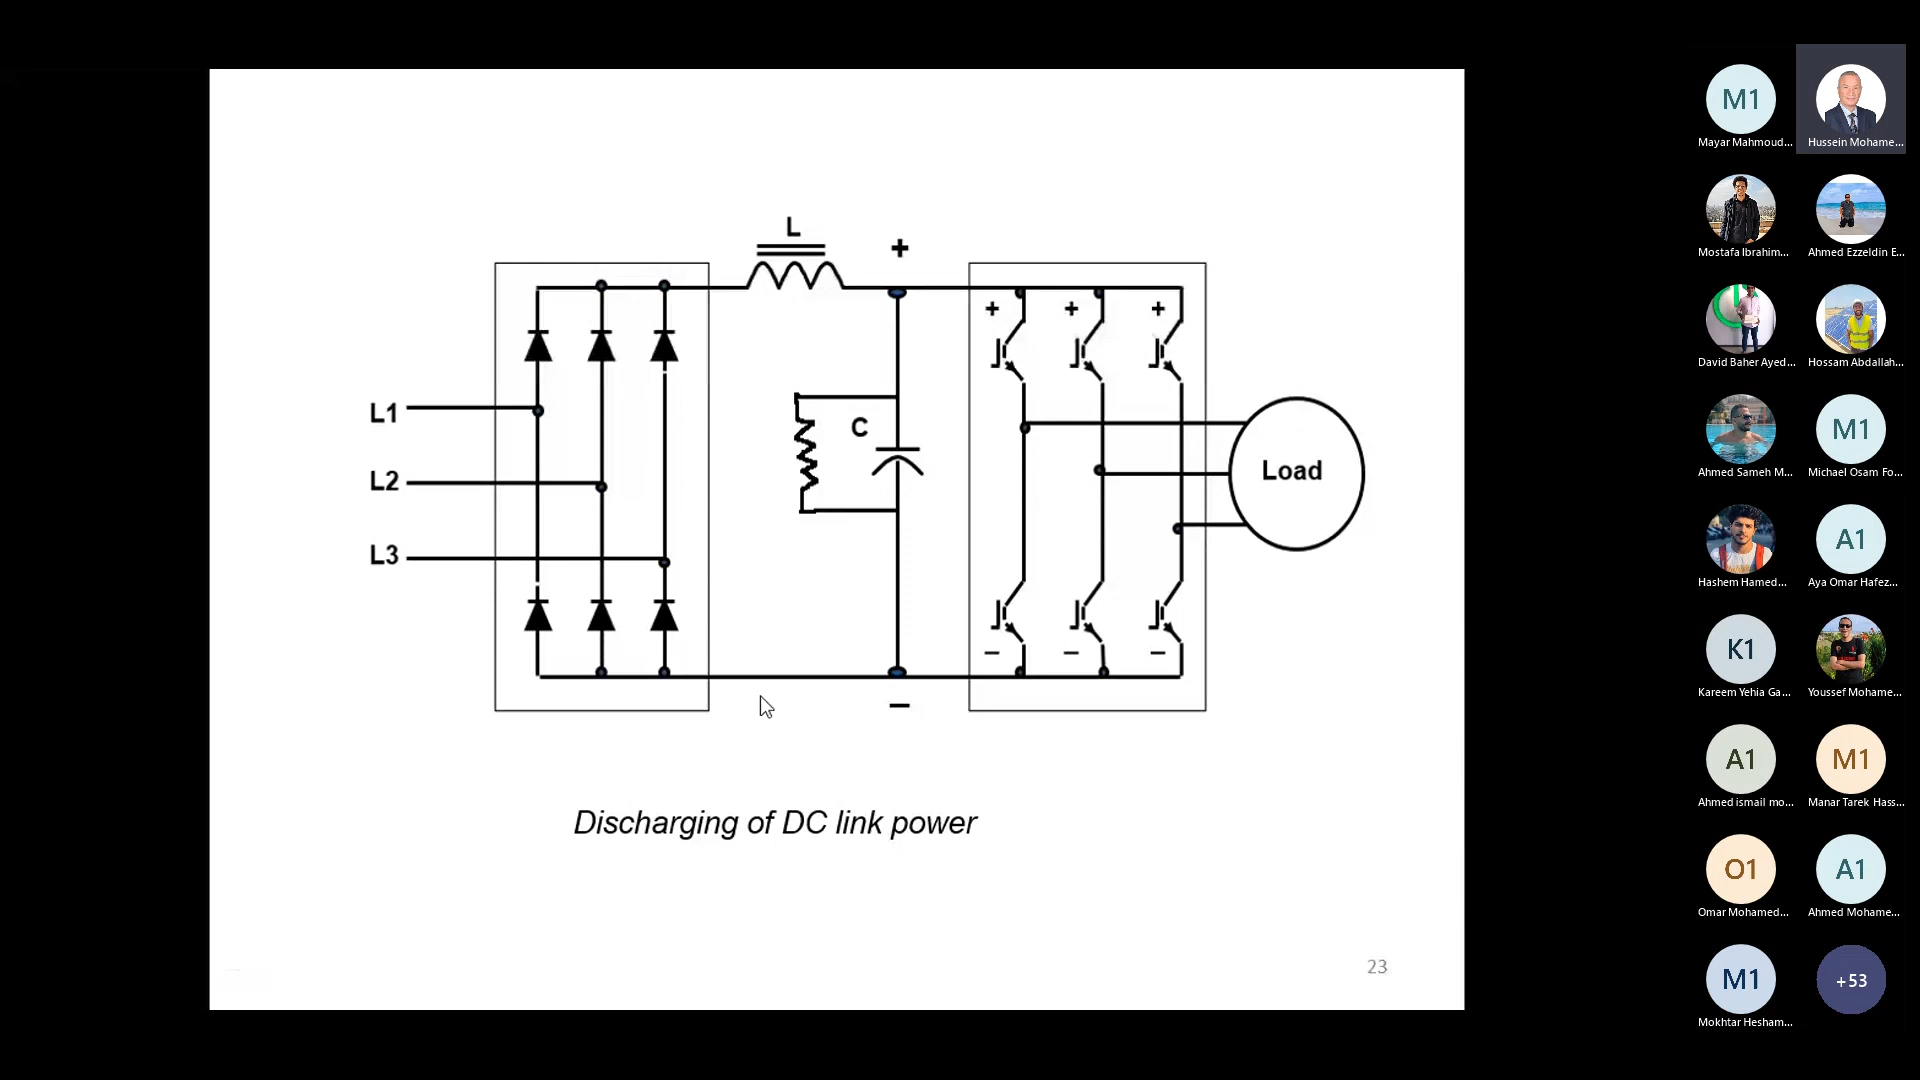 L
+
+ + +
L1
C
L2
Load
L3
− − −
−
Discharging of DC link power
23
M1
Mayar Mahmoud...
Hussein Mohame...
Mostafa Ibrahim...
Ahmed Ezzeldin E...
David Baher Ayed...
Hossam Abdallah...
M1
Ahmed Sameh M...
Michael Osam Fo...
A1
Hashem Hamed...
Aya Omar Hafez...
K1
Kareem Yehia Ga...
Youssef Mohame...
A1
M1
Ahmed ismail mo...
Manar Tarek Hass...
O1
A1
Omar Mohamed...
Ahmed Mohame...
M1
+53
Mokhtar Hesham...